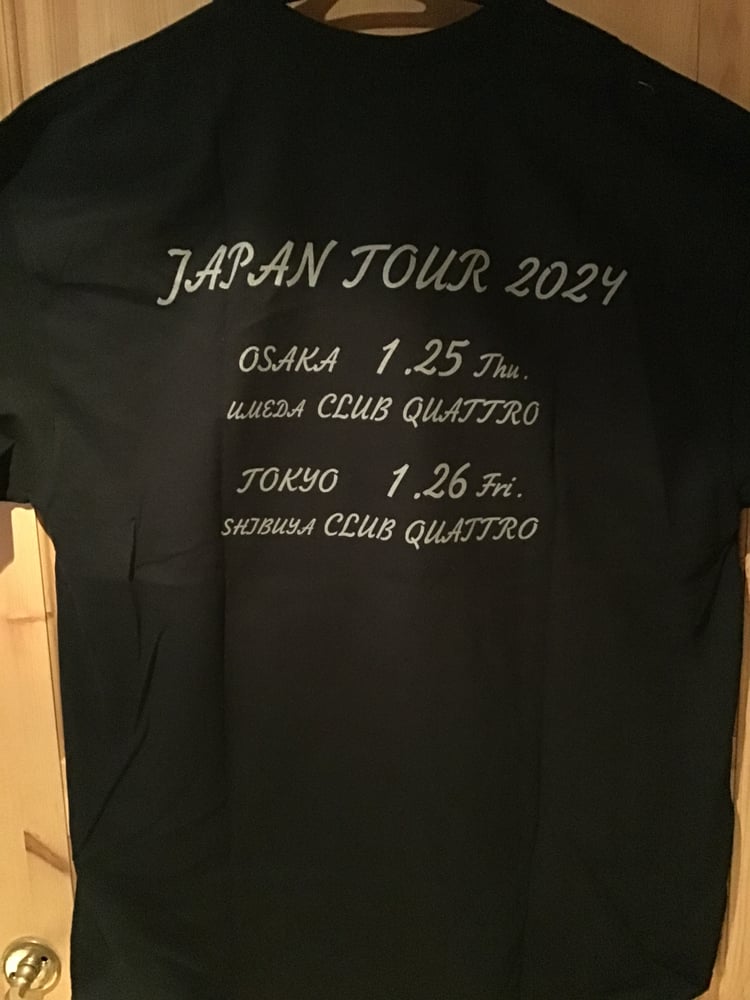 JAPAN TOUR 2024
OSAKA 1.25 Thu.
UMEDA CLUB QUATTRO
TOKYO 1.26 Fri.
SHIBUYA CLUB QUATTRO